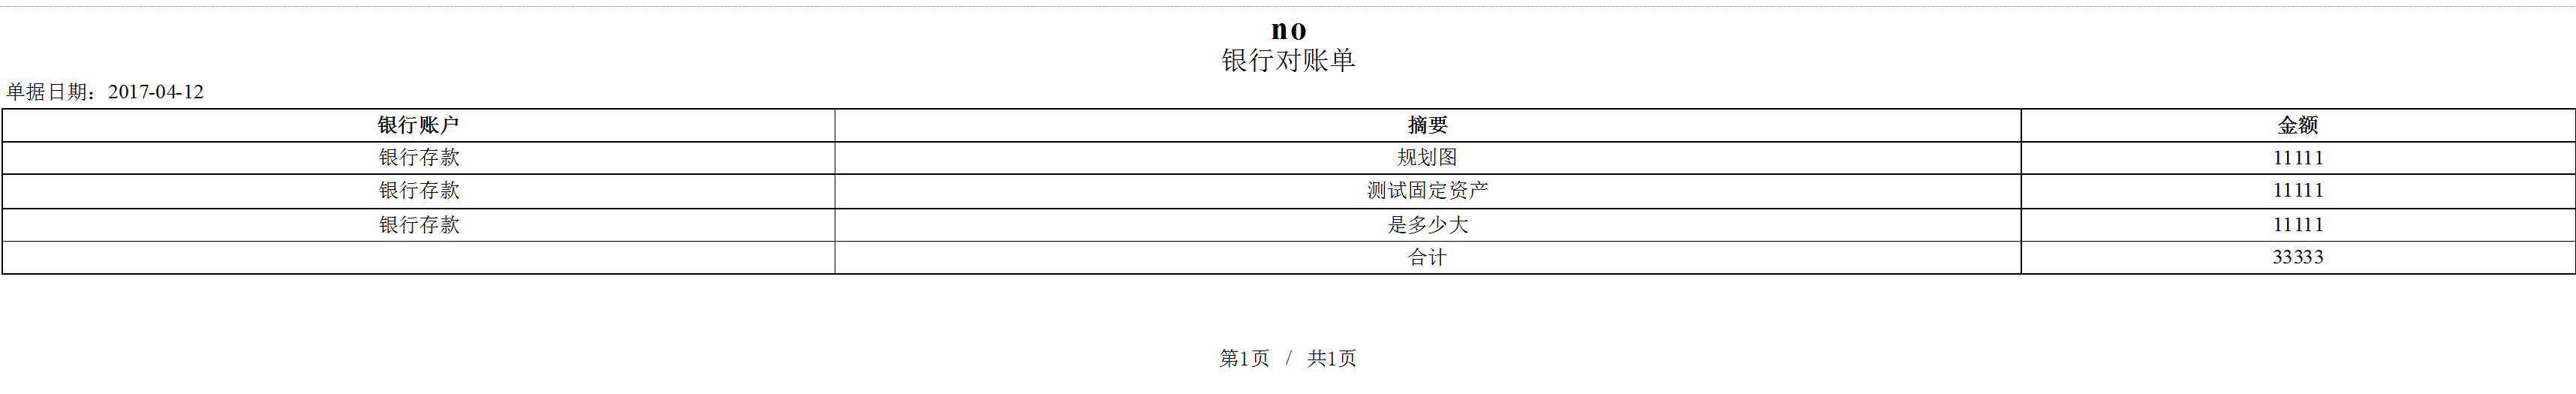 no
银行对账单
单据日期：2017-04-12
银行账户 摘要 金额
银行存款 规划图 11111
银行存款 测试固定资产 11111
银行存款 是多少大 11111
合计 33333
第1页 / 共1页